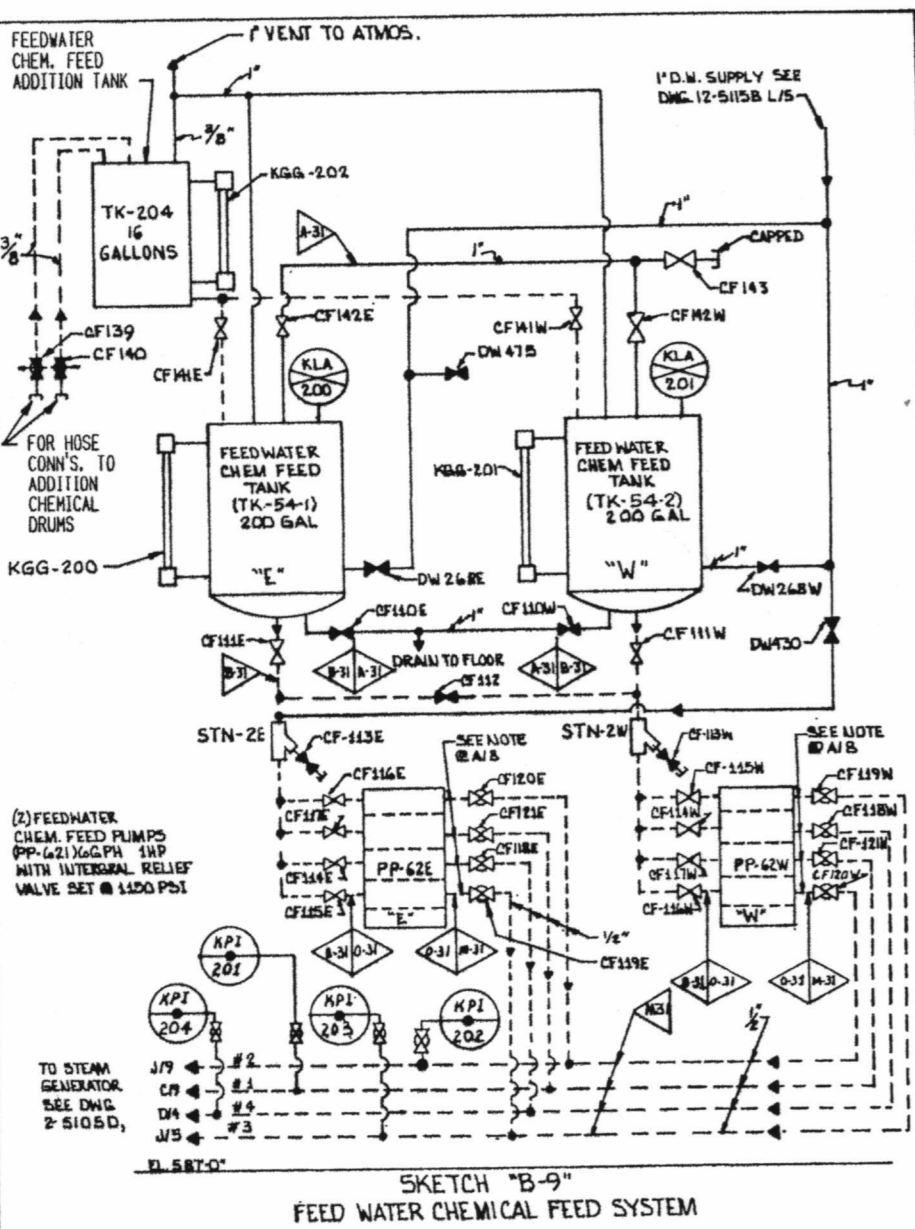 FEEDWATER
CHEM. FEED
ADDITION TANK
1" VENT TO ATMOS.
1"
1" D.W. SUPPLY SEE
DWG. 12-5115B L/5
3/8"
KGG-202
TK-204
16
GALLONS
3/8"
A-31
1"
1"
CAPPED
CF143
CF139
CF140
CF141E
CF142E
CF141W
CF142W
DW475
KLA
200
KLA
201
1"
FOR HOSE
CONN'S. TO
ADDITION
CHEMICAL
DRUMS
FEEDWATER
CHEM FEED
TANK
(TK-54-1)
200 GAL
"E"
KGG-201
FEEDWATER
CHEM FEED
TANK
(TK-54-2)
200 GAL
"W"
KGG-200
DW268E
1"
DW268W
CF110E
1"
CF110W
CF111E
DRAIN TO FLOOR
CF111W
DW430
B-31
B-31 A-31
A-31 B-31
CF112
STN-2E
CF-113E
SEE NOTE
@ A/8
STN-2W
CF-113W
SEE NOTE
@ A/8
CF116E
CF120E
CF-115W
CF119W
CF117E
CF121E
CF-114W
CF118W
(2) FEEDWATER
CHEM. FEED PUMPS
(PP-621) 6GPH 1HP
WITH INTEGRAL RELIEF
VALVE SET @ 1150 PSI
CF114E
PP-62E
CF118E
CF117W
PP-62W
CF-121W
CF115E
"E"
CF-116W
"W"
CF120W
1/2"
CF119E
B-31 O-31
O-31 M-31
B-31 O-31
O-31 M-31
KPI
201
KPI
204
KPI
203
KPI
202
M31
1/2"
TO STEAM
GENERATOR
SEE DWG
2-5105D,
J/9 #2
C/9 #1
D/4 #4
J/5 #3
EL. 587'-0"
SKETCH "B-9"
FEED WATER CHEMICAL FEED SYSTEM